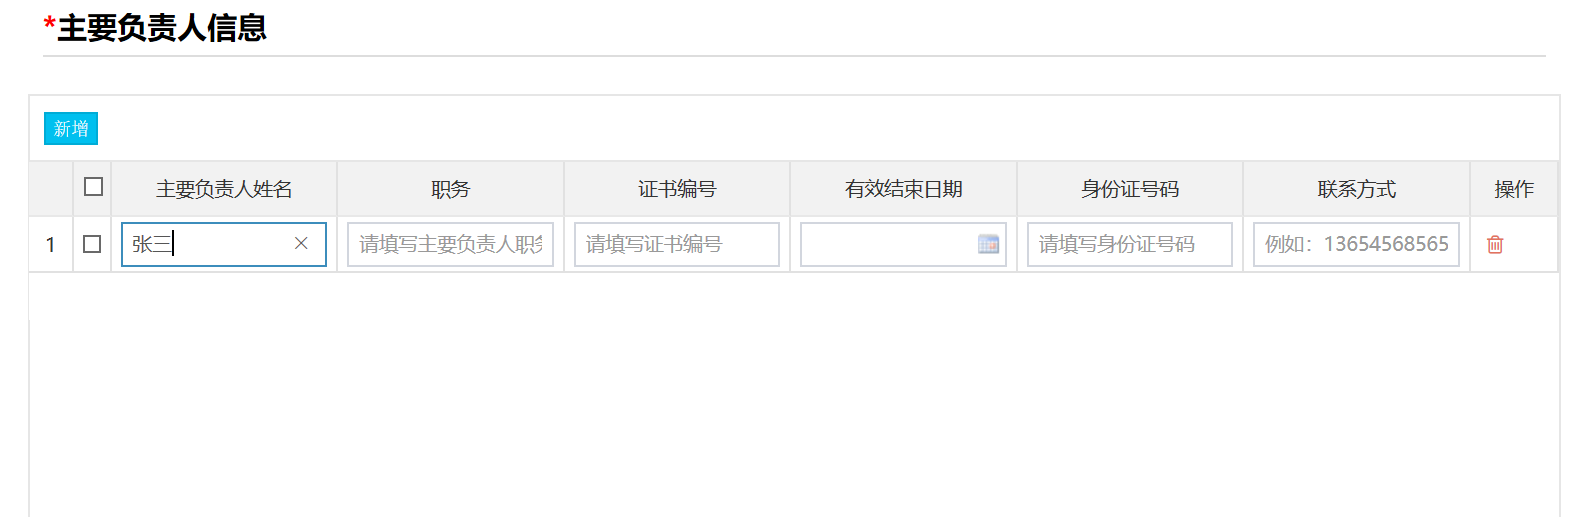 *主要负责人信息
新增
主要负责人姓名 职务 证书编号 有效结束日期 身份证号码 联系方式 操作
1 张三 请填写主要负责人职务 请填写证书编号 请填写身份证号码 例如：13654568565